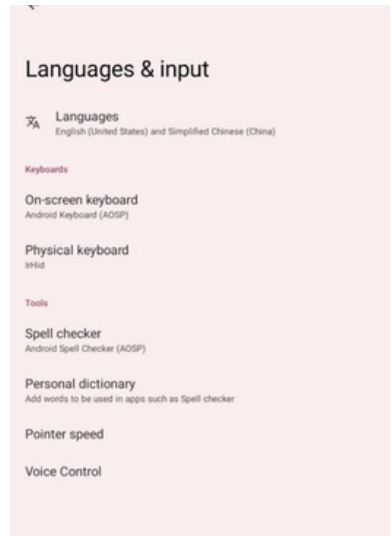 Languages & input
Languages
English (United States) and Simplified Chinese (China)
Keyboards
On-screen keyboard
Android Keyboard (AOSP)
Physical keyboard
IrHid
Tools
Spell checker
Android Spell Checker (AOSP)
Personal dictionary
Add words to be used in apps such as Spell checker
Pointer speed
Voice Control